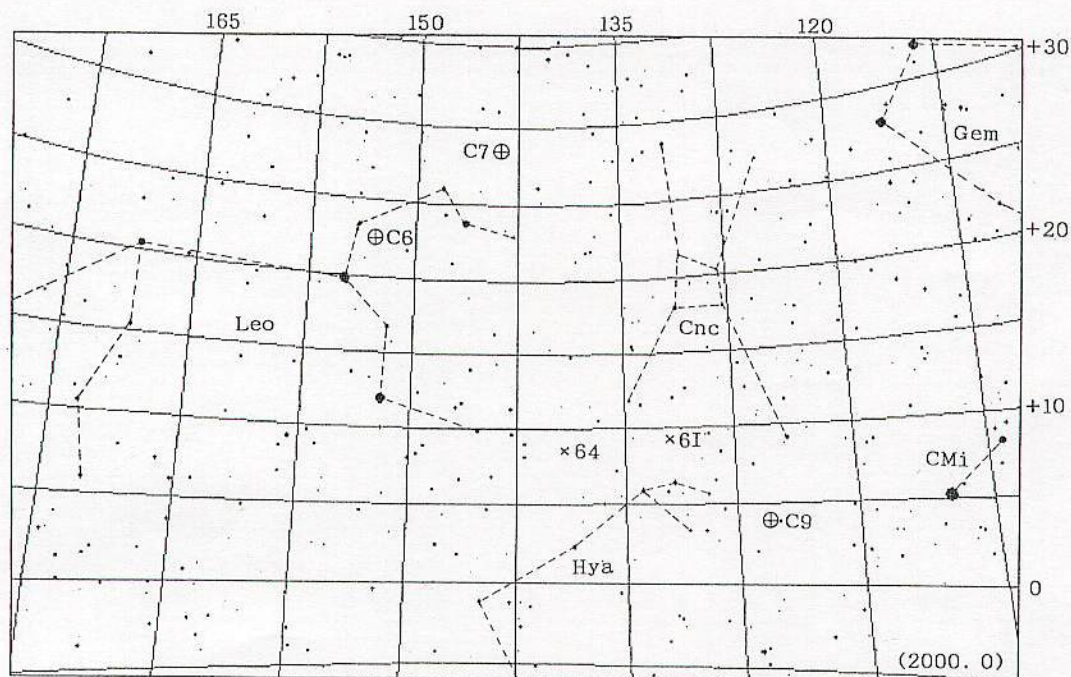 165 150 135 120
+30
Gem
C7
+20
C6
Leo
Cnc
+10
×64 ×61
CMi
C9
Hya
0
(2000. 0)